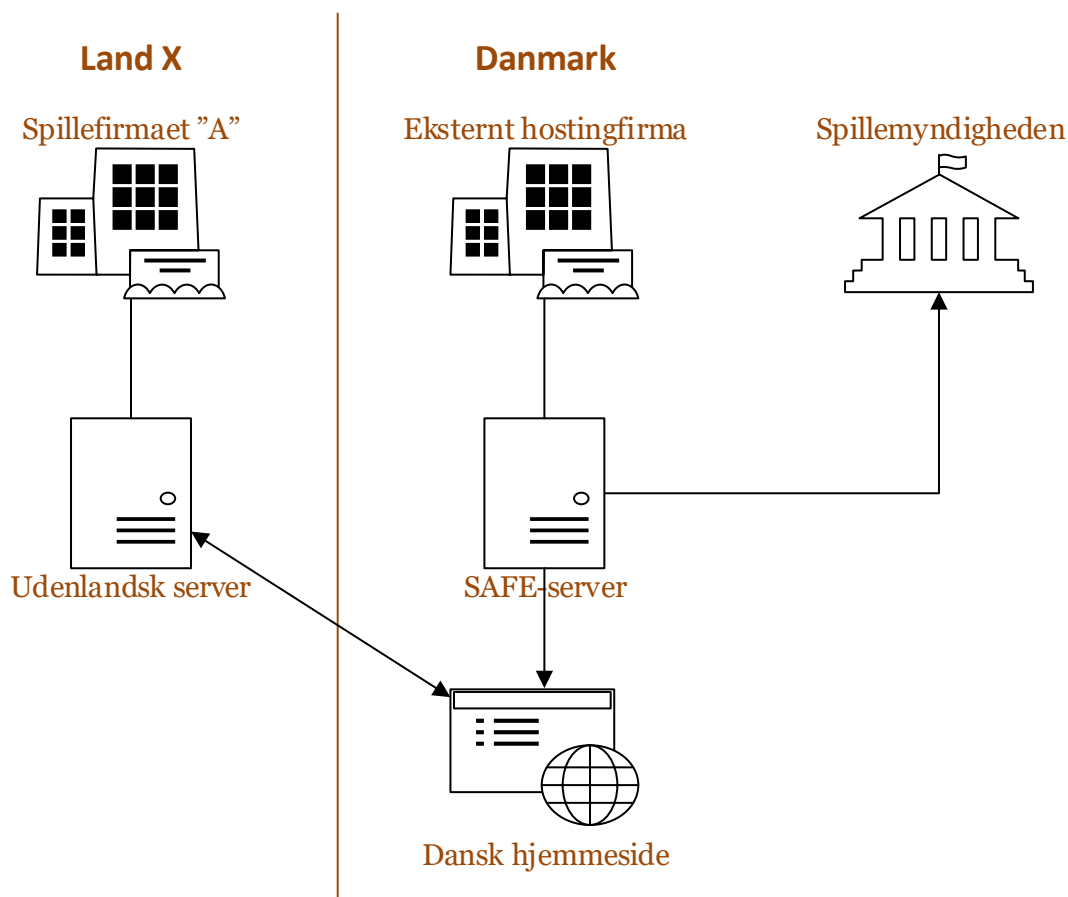 Land X
Danmark
Spillefirmaet ”A”
Eksternt hostingfirma
Spillemyndigheden
Udenlandsk server
SAFE-server
Dansk hjemmeside